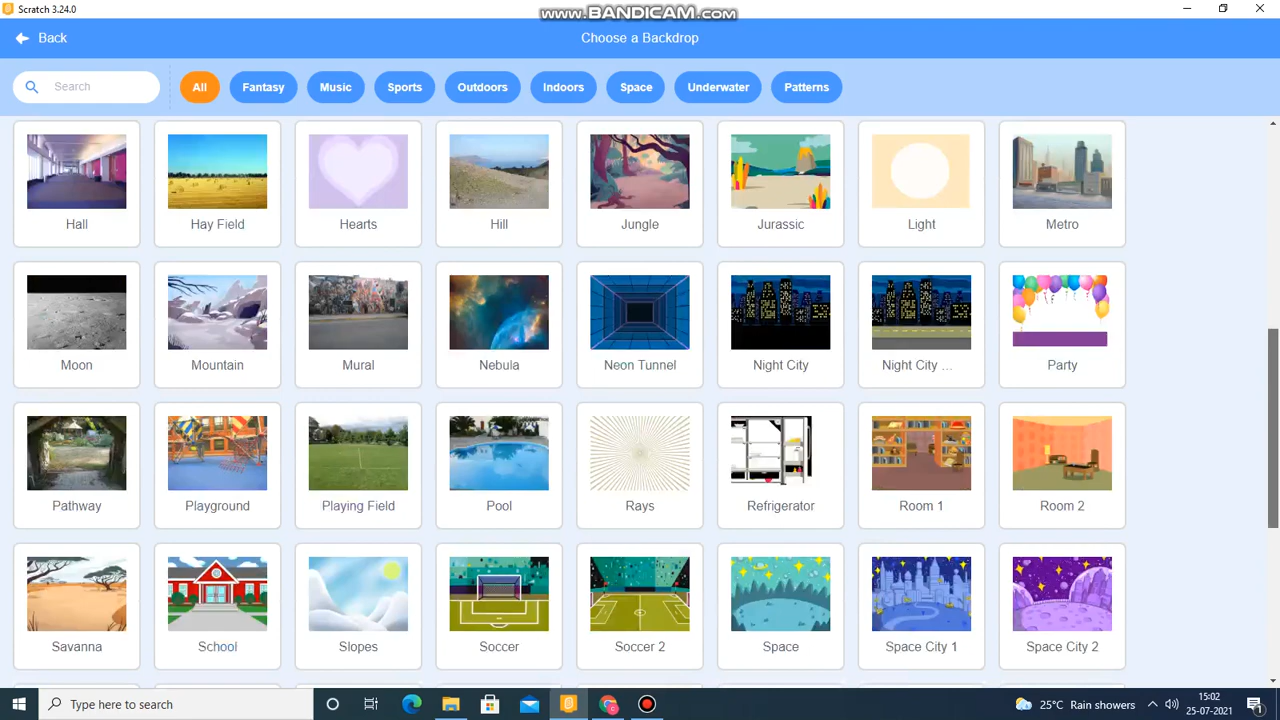 Scratch 3.24.0
www.BANDICAM.com
Back
Choose a Backdrop
Search
All
Fantasy
Music
Sports
Outdoors
Indoors
Space
Underwater
Patterns
Hall
Hay Field
Hearts
Hill
Jungle
Jurassic
Light
Metro
Moon
Mountain
Mural
Nebula
Neon Tunnel
Night City
Night City ...
Party
Pathway
Playground
Playing Field
Pool
Rays
Refrigerator
Room 1
Room 2
Savanna
School
Slopes
Soccer
Soccer 2
Space
Space City 1
Space City 2
Type here to search
25°C Rain showers
15:02
25-07-2021
1